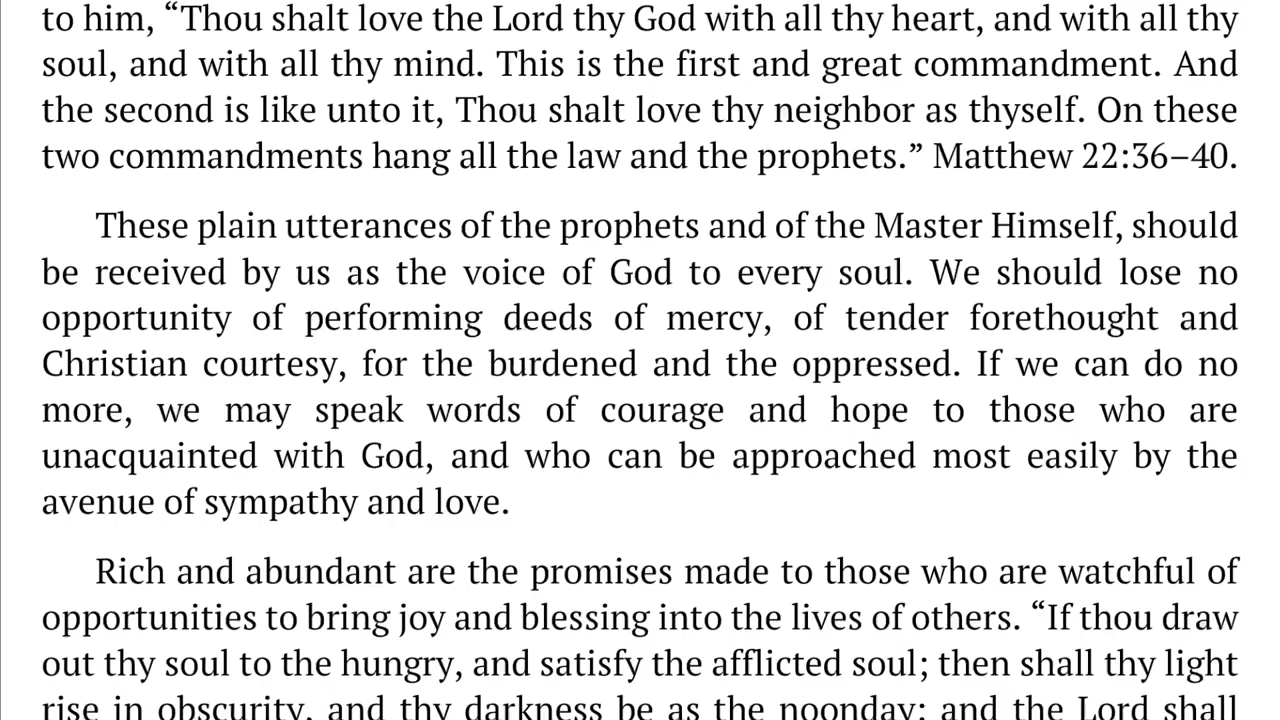 to him, “Thou shalt love the Lord thy God with all thy heart, and with all thy
soul, and with all thy mind. This is the first and great commandment. And
the second is like unto it, Thou shalt love thy neighbor as thyself. On these
two commandments hang all the law and the prophets.” Matthew 22:36–40.
These plain utterances of the prophets and of the Master Himself, should
be received by us as the voice of God to every soul. We should lose no
opportunity of performing deeds of mercy, of tender forethought and
Christian courtesy, for the burdened and the oppressed. If we can do no
more, we may speak words of courage and hope to those who are
unacquainted with God, and who can be approached most easily by the
avenue of sympathy and love.
Rich and abundant are the promises made to those who are watchful of
opportunities to bring joy and blessing into the lives of others. “If thou draw
out thy soul to the hungry, and satisfy the afflicted soul; then shall thy light
rise in obscurity, and thy darkness be as the noonday: and the Lord shall